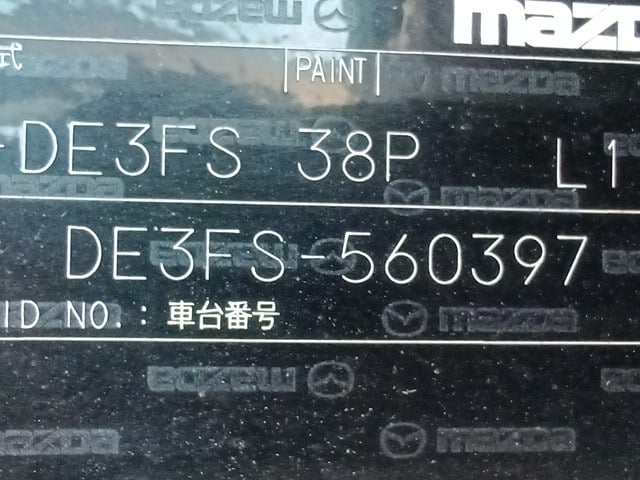 mazda
式 PAINT
-DE3FS 38P L1
DE3FS-560397
ID NO.: 車台番号